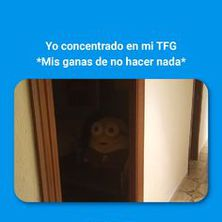 Yo concentrado en mi TFG
*Mis ganas de no hacer nada*